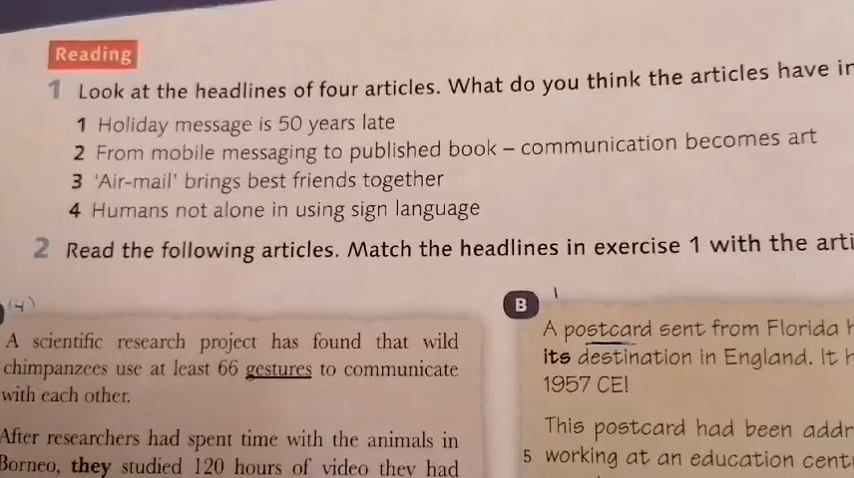 Reading
1 Look at the headlines of four articles. What do you think the articles have in
1 Holiday message is 50 years late
2 From mobile messaging to published book – communication becomes art
3 'Air-mail' brings best friends together
4 Humans not alone in using sign language
2 Read the following articles. Match the headlines in exercise 1 with the arti
(4)
A scientific research project has found that wild
chimpanzees use at least 66 gestures to communicate
with each other.
After researchers had spent time with the animals in
Borneo, they studied 120 hours of video they had
B 1
A postcard sent from Florida h
its destination in England. It h
1957 CE!
This postcard had been addr
5 working at an education cent